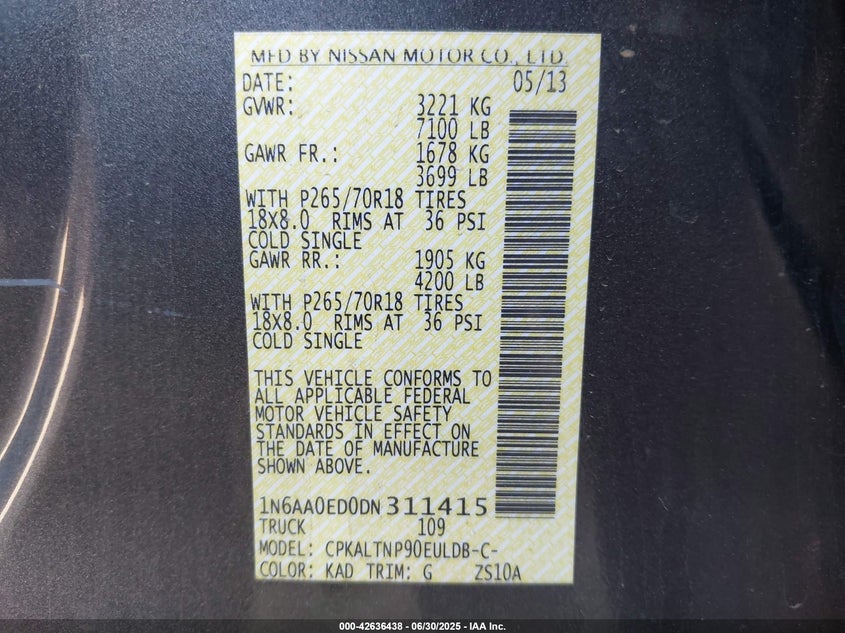 MFD BY NISSAN MOTOR CO., LTD.
DATE: 05/13
GVWR: 3221 KG
7100 LB
GAWR FR.: 1678 KG
3699 LB
WITH P265/70R18 TIRES
18X8.0 RIMS AT 36 PSI
COLD SINGLE
GAWR RR.: 1905 KG
4200 LB
WITH P265/70R18 TIRES
18X8.0 RIMS AT 36 PSI
COLD SINGLE
THIS VEHICLE CONFORMS TO
ALL APPLICABLE FEDERAL
MOTOR VEHICLE SAFETY
STANDARDS IN EFFECT ON
THE DATE OF MANUFACTURE
SHOWN ABOVE.
1N6AA0ED0DN311415
TRUCK 109
MODEL: CPKALTNP90EULDB-C-
COLOR: KAD TRIM: G ZS10A
000-42636438 - 06/30/2025 - IAA Inc.